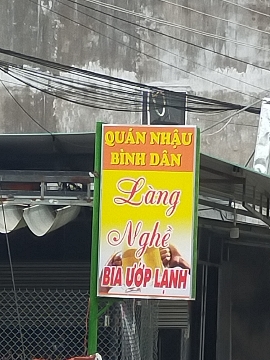 QUÁN NHẬU
BÌNH DÂN
Làng
Nghề
BIA ƯỚP LẠNH